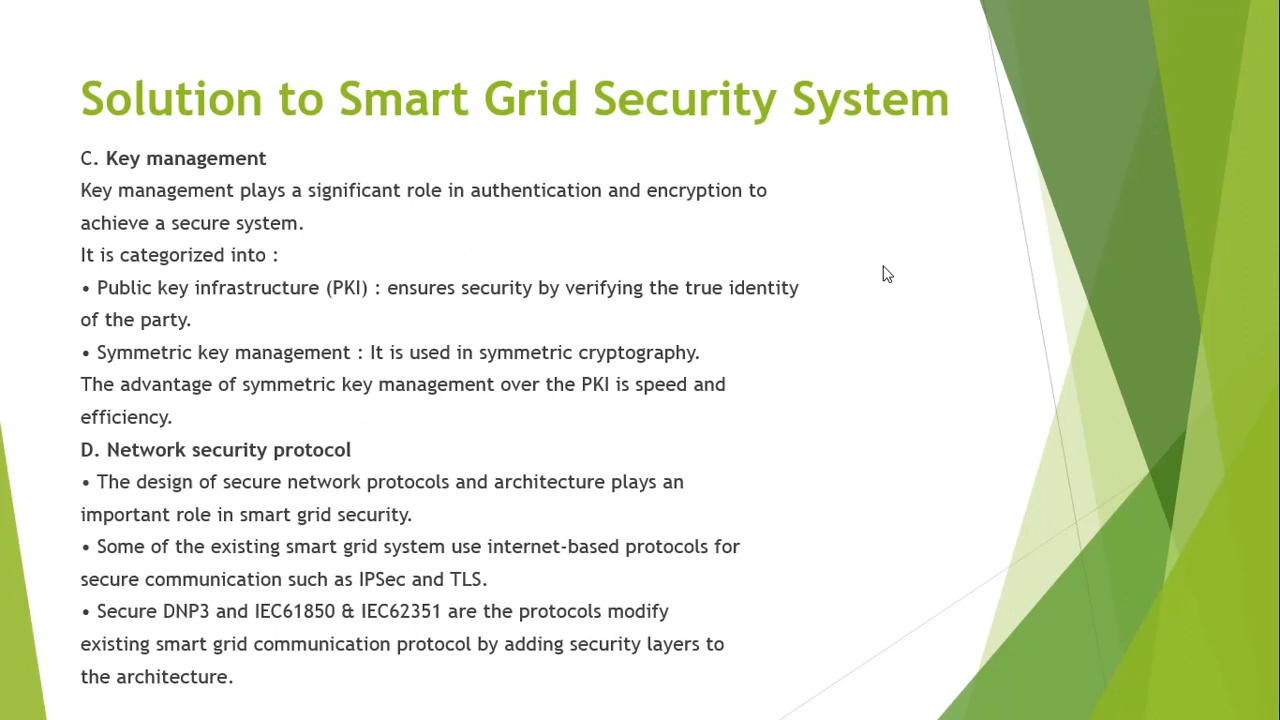 Solution to Smart Grid Security System
C. Key management
Key management plays a significant role in authentication and encryption to
achieve a secure system.
It is categorized into :
• Public key infrastructure (PKI) : ensures security by verifying the true identity
of the party.
• Symmetric key management : It is used in symmetric cryptography.
The advantage of symmetric key management over the PKI is speed and
efficiency.
D. Network security protocol
• The design of secure network protocols and architecture plays an
important role in smart grid security.
• Some of the existing smart grid system use internet-based protocols for
secure communication such as IPSec and TLS.
• Secure DNP3 and IEC61850 & IEC62351 are the protocols modify
existing smart grid communication protocol by adding security layers to
the architecture.